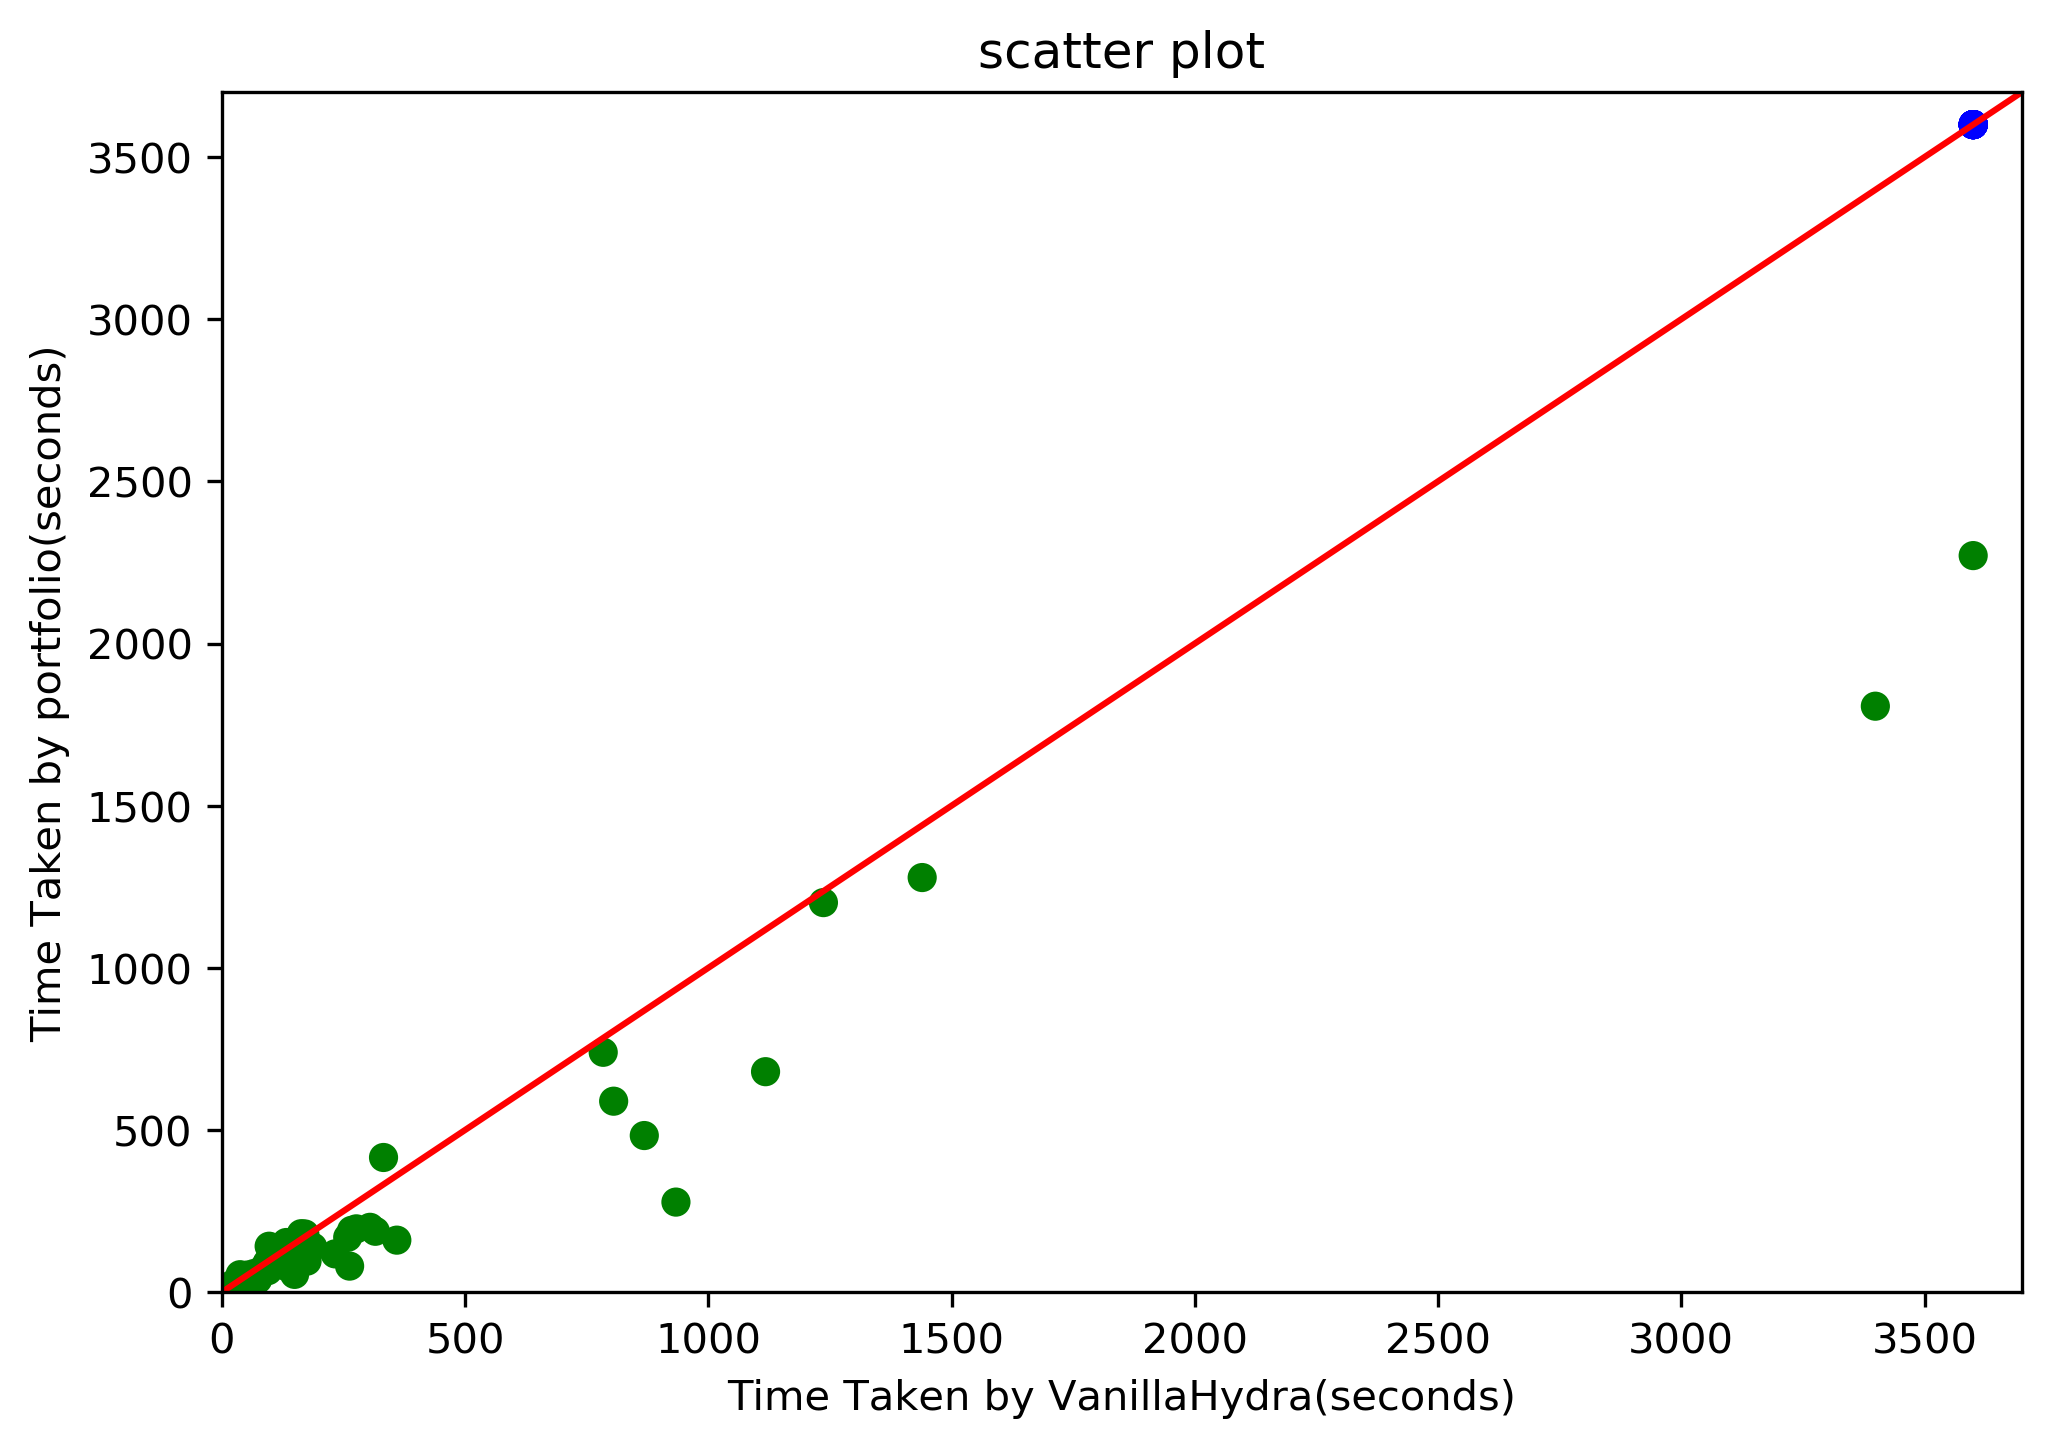 scatter plot
Time Taken by portfolio(seconds)
3500
3000
2500
2000
1500
1000
500
0
0 500 1000 1500 2000 2500 3000 3500
Time Taken by VanillaHydra(seconds)